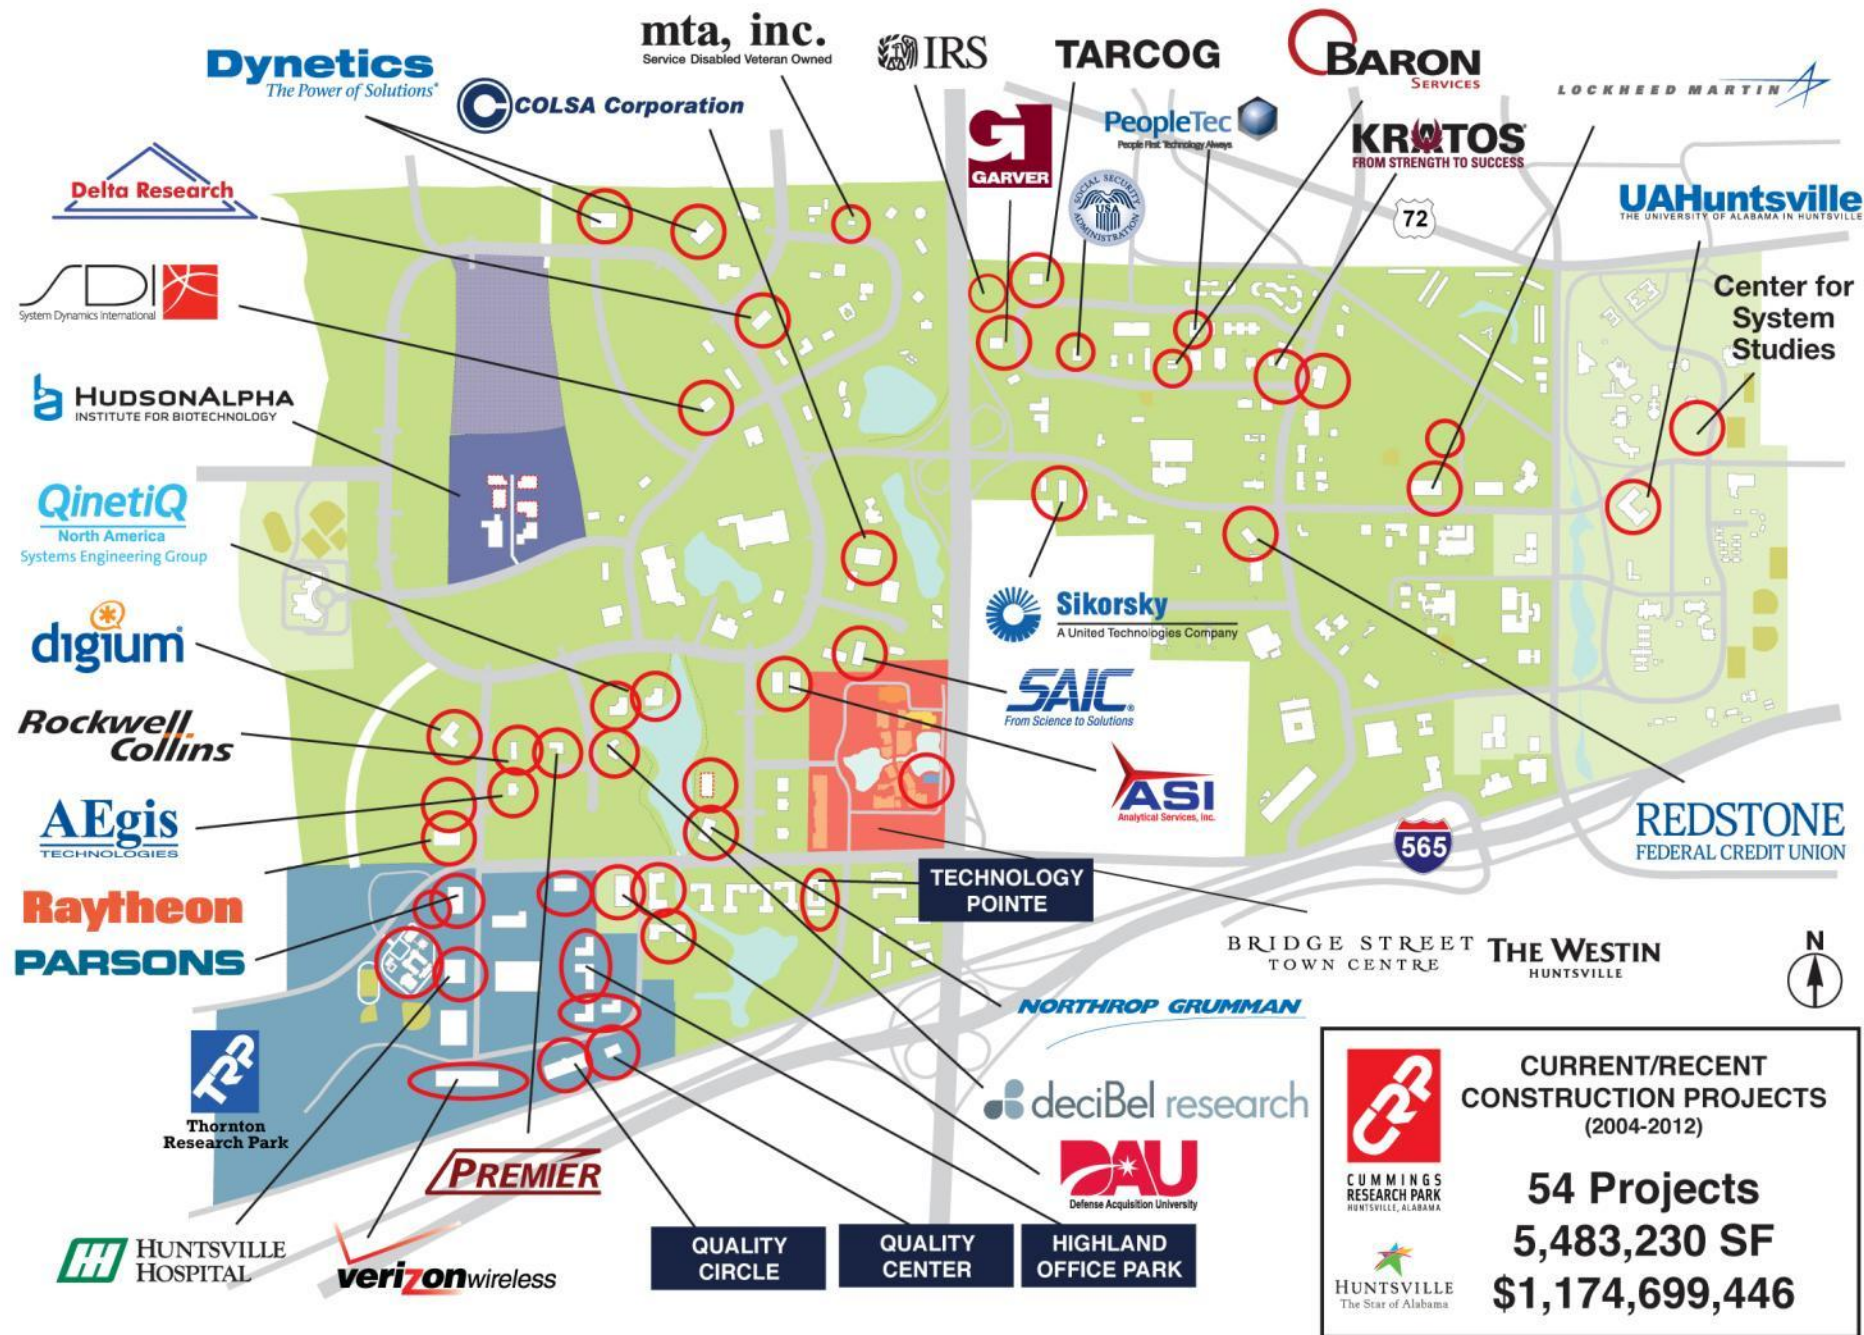 mta, inc.
Service Disabled Veteran Owned
IRS
TARCOG
BARON
SERVICES
Dynetics
The Power of Solutions
COLSA Corporation
LOCKHEED MARTIN
GARVER
PeopleTec
People First. Technology Always.
KRATOS
FROM STRENGTH TO SUCCESS
SOCIAL SECURITY
USA
ADMINISTRATION
Delta Research
72
UAHuntsville
THE UNIVERSITY OF ALABAMA IN HUNTSVILLE
SDI
System Dynamics International
Center for
System
Studies
HUDSONALPHA
INSTITUTE FOR BIOTECHNOLOGY
QinetiQ
North America
Systems Engineering Group
Sikorsky
A United Technologies Company
digium
SAIC
From Science to Solutions
Rockwell
Collins
ASI
Analytical Services, Inc.
AEgis
TECHNOLOGIES
REDSTONE
FEDERAL CREDIT UNION
565
Raytheon
TECHNOLOGY
POINTE
PARSONS
BRIDGE STREET
TOWN CENTRE
THE WESTIN
HUNTSVILLE
N
NORTHROP GRUMMAN
TRP
Thornton
Research Park
deciBel research
PREMIER
DAU
Defense Acquisition University
HUNTSVILLE
HOSPITAL
verizonwireless
QUALITY
CIRCLE
QUALITY
CENTER
HIGHLAND
OFFICE PARK
CRP
CUMMINGS
RESEARCH PARK
HUNTSVILLE, ALABAMA
HUNTSVILLE
The Star of Alabama
CURRENT/RECENT
CONSTRUCTION PROJECTS
(2004-2012)
54 Projects
5,483,230 SF
$1,174,699,446